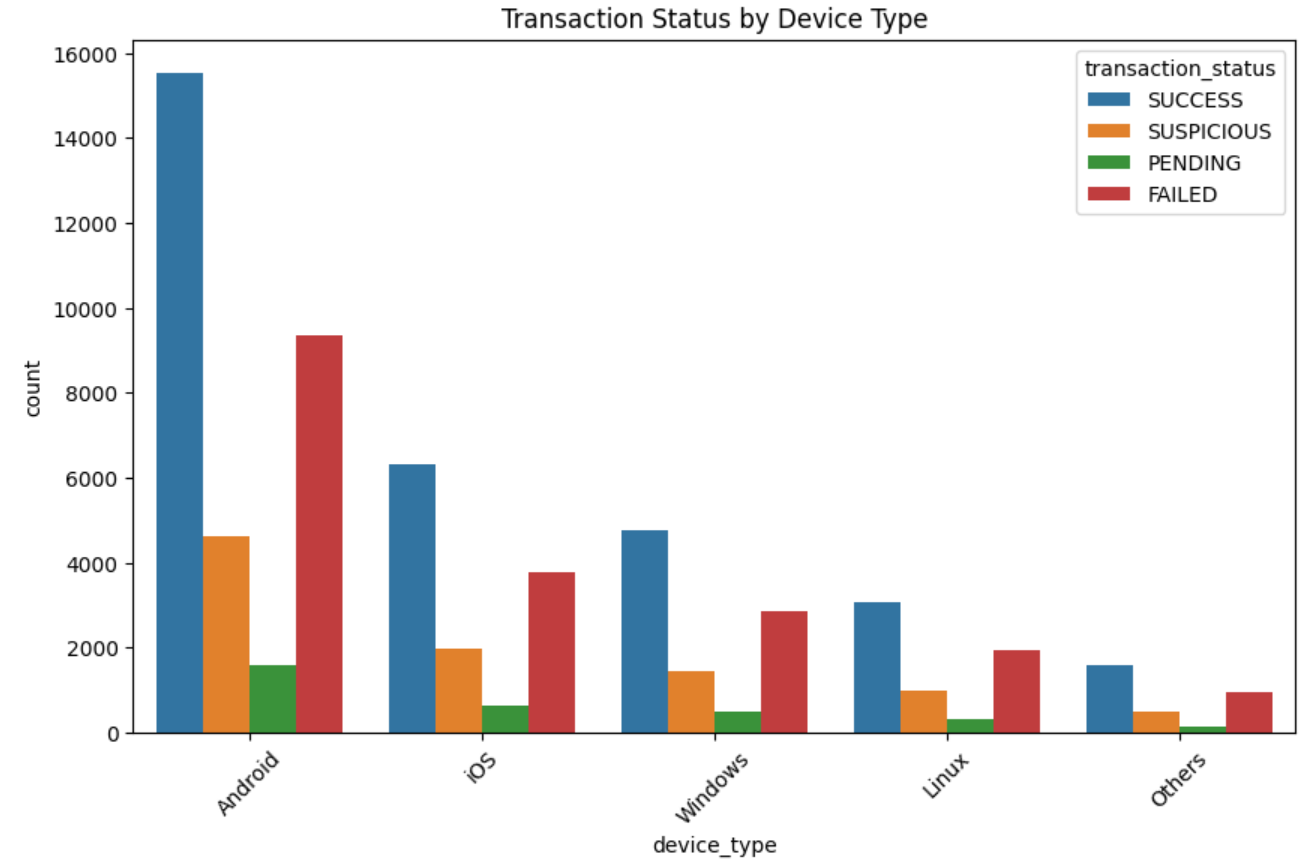 Transaction Status by Device Type
transaction_status
SUCCESS
SUSPICIOUS
PENDING
FAILED
count
16000
14000
12000
10000
8000
6000
4000
2000
0
Android
iOS
Windows
Linux
Others
device_type